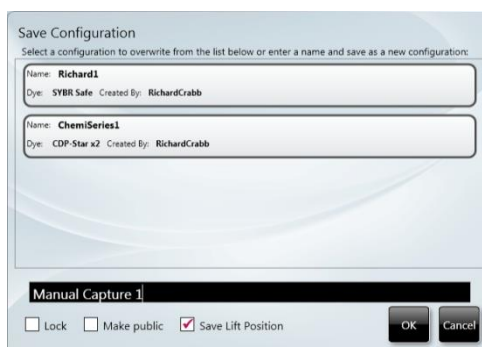 Save Configuration
Select a configuration to overwrite from the list below or enter a name and save as a new configuration:
Name: Richard1
Dye: SYBR Safe Created By: RichardCrabb
Name: ChemiSeries1
Dye: CDP-Star x2 Created By: RichardCrabb
Manual Capture 1
Lock Make public Save Lift Position OK Cancel